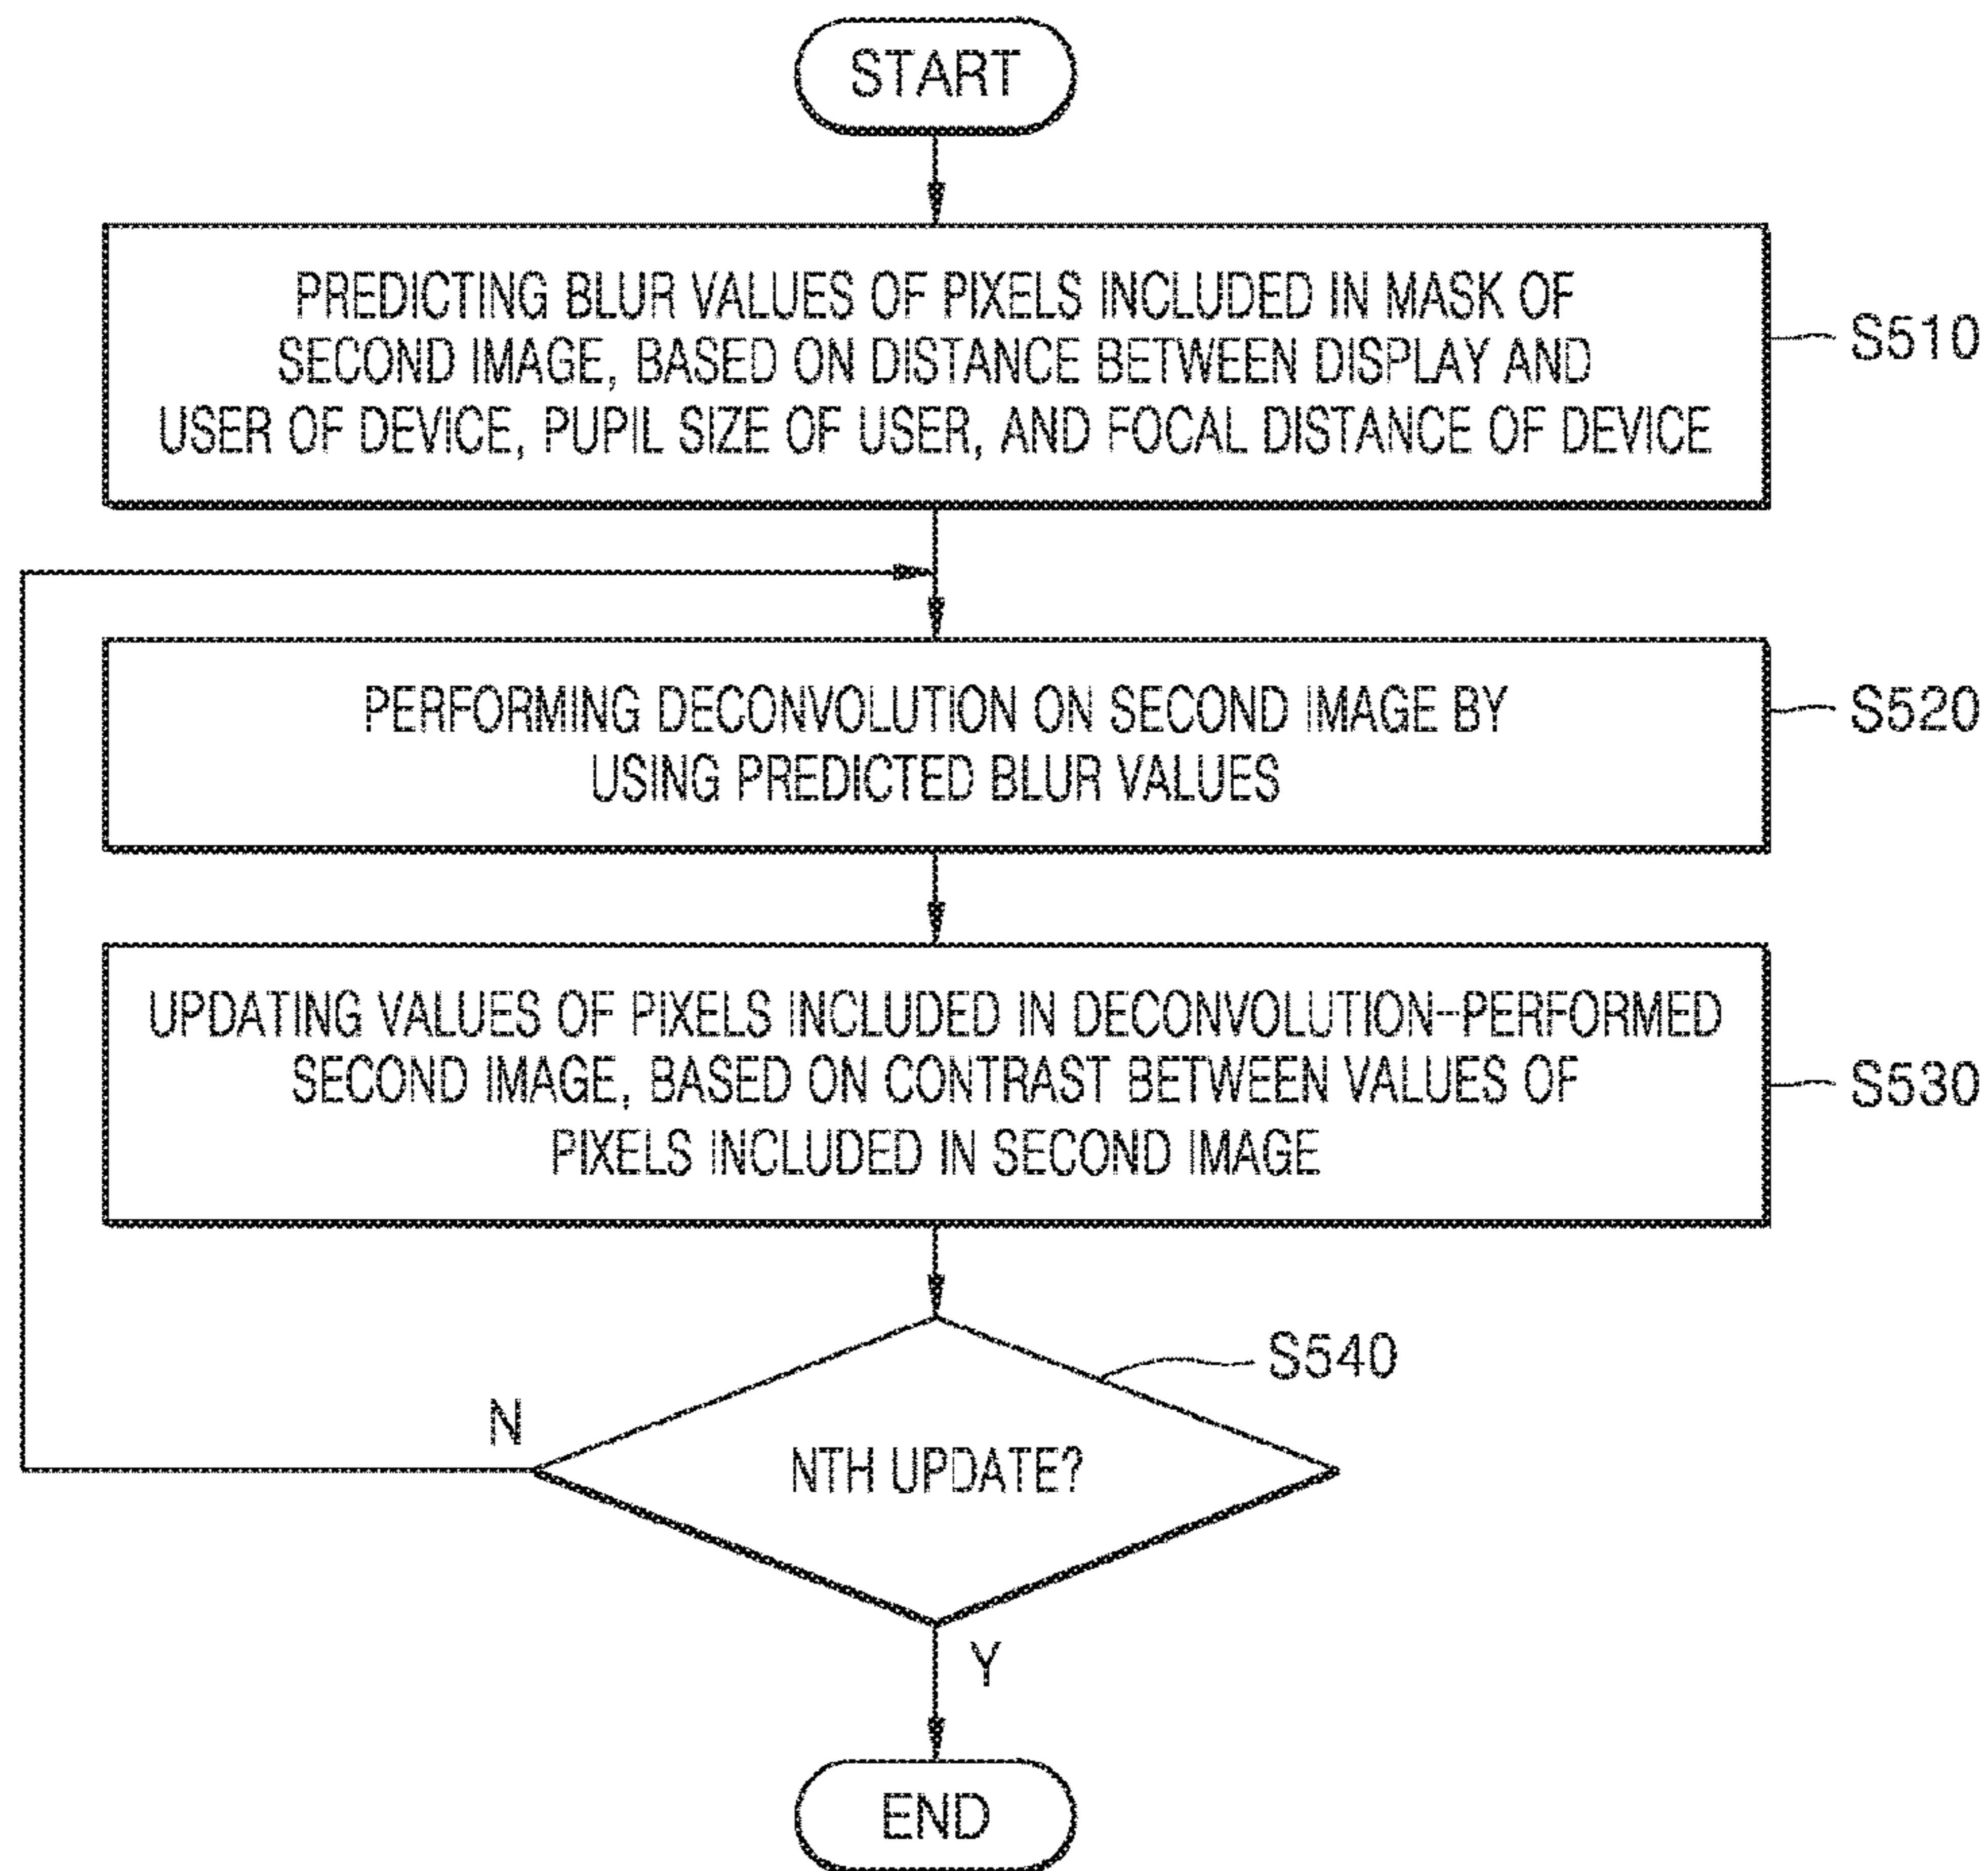 START
PREDICTING BLUR VALUES OF PIXELS INCLUDED IN MASK OF
SECOND IMAGE, BASED ON DISTANCE BETWEEN DISPLAY AND
USER OF DEVICE, PUPIL SIZE OF USER, AND FOCAL DISTANCE OF DEVICE
S510
PERFORMING DECONVOLUTION ON SECOND IMAGE BY
USING PREDICTED BLUR VALUES
S520
UPDATING VALUES OF PIXELS INCLUDED IN DECONVOLUTION-PERFORMED
SECOND IMAGE, BASED ON CONTRAST BETWEEN VALUES OF
PIXELS INCLUDED IN SECOND IMAGE
S530
S540
N
NTH UPDATE?
Y
END